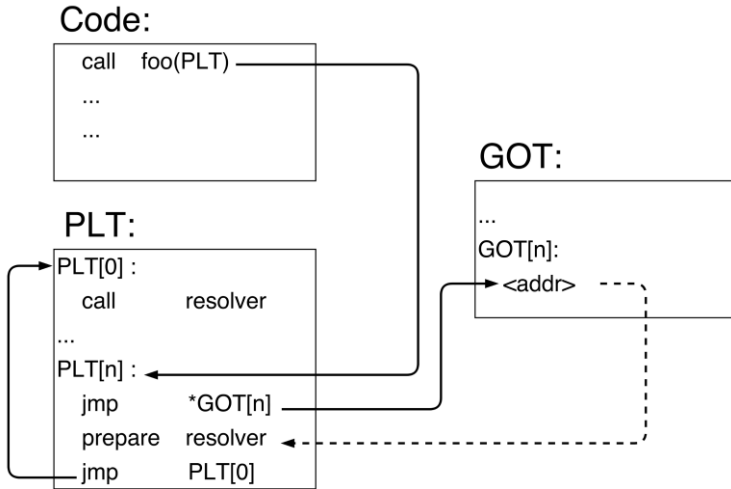 Code:
call foo(PLT)
...
...
PLT:
PLT[0] :
call resolver
...
PLT[n] :
jmp *GOT[n]
prepare resolver
jmp PLT[0]
GOT:
...
GOT[n]:
<addr>